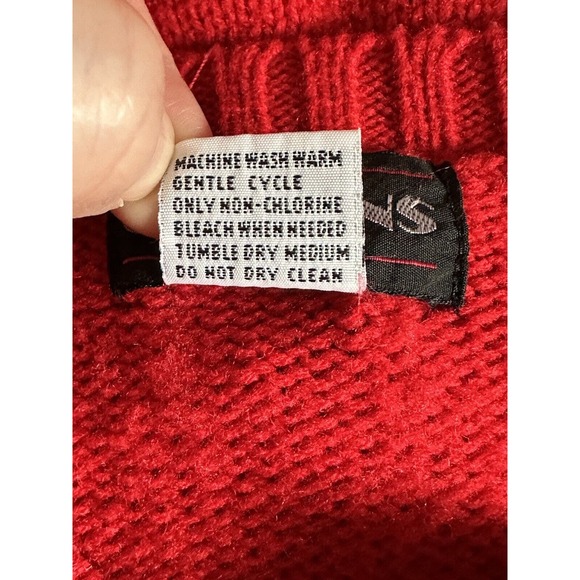 MACHINE WASH WARM
GENTLE CYCLE
ONLY NON-CHLORINE
BLEACH WHEN NEEDED
TUMBLE DRY MEDIUM
DO NOT DRY CLEAN